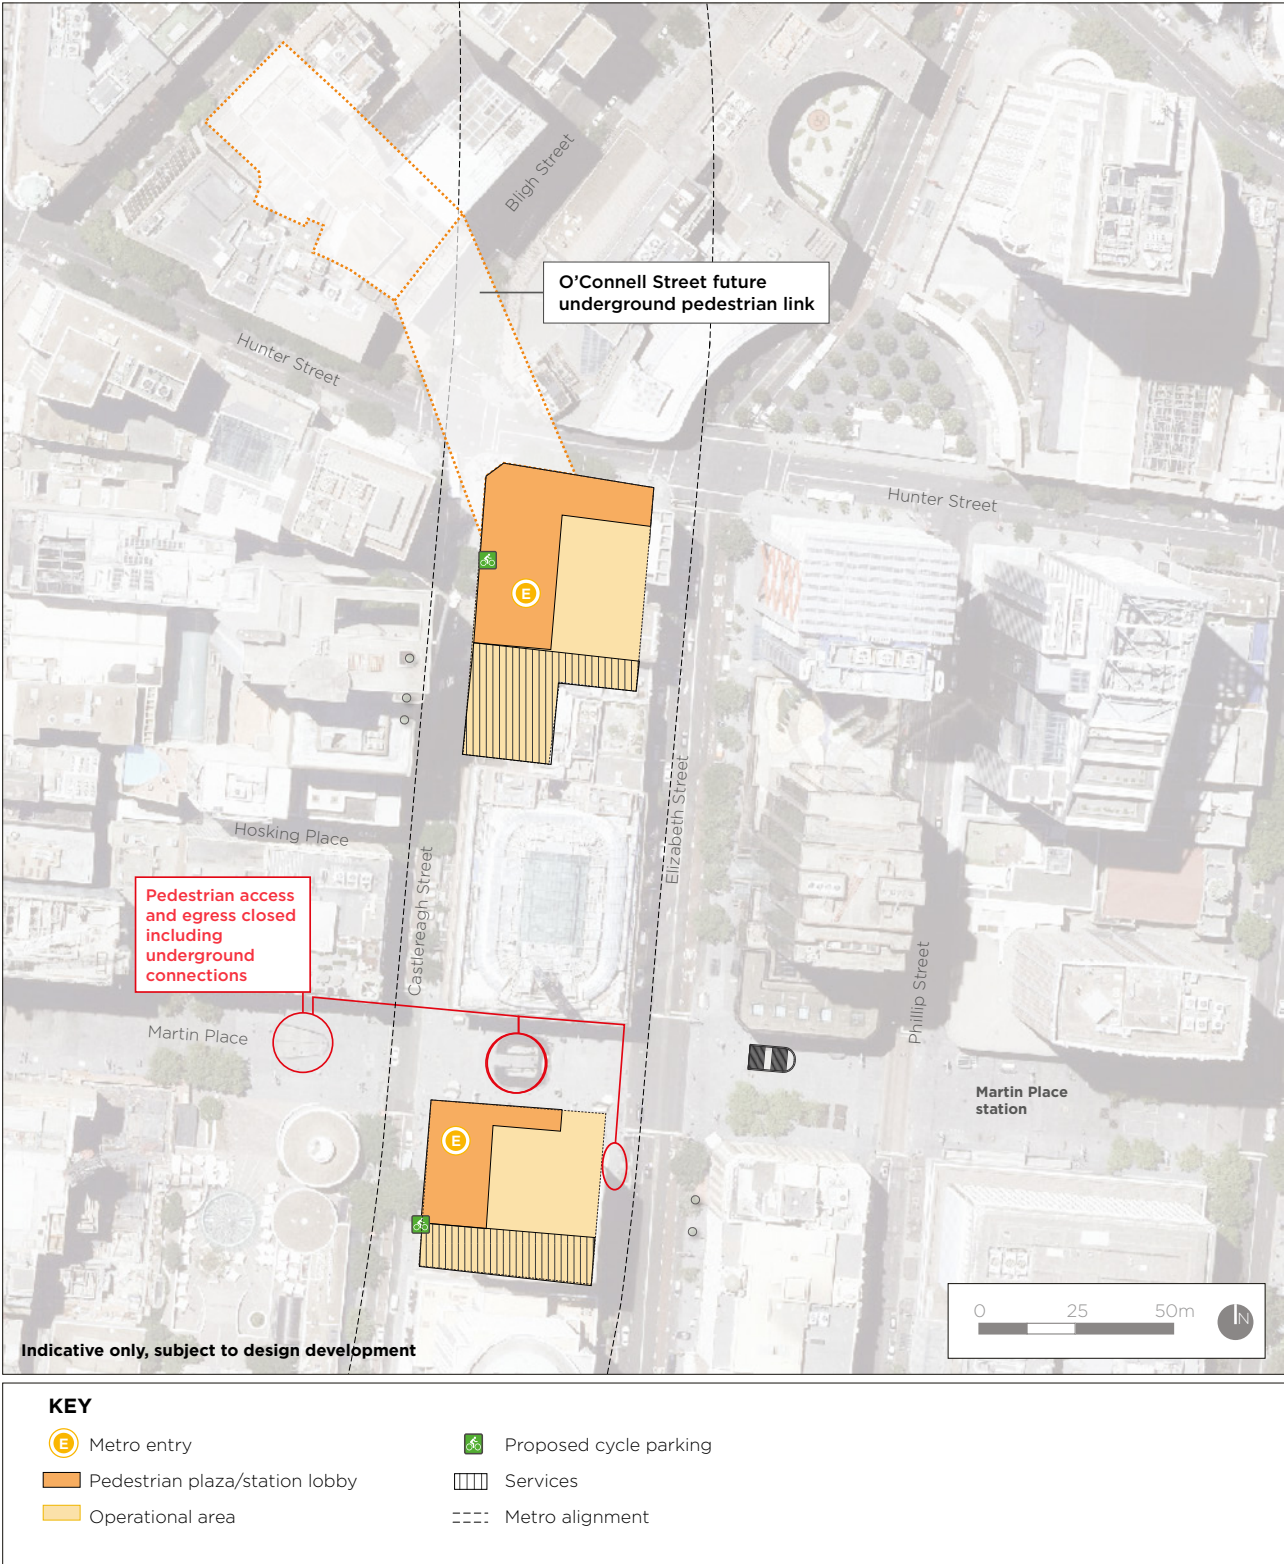 Bligh Street
O'Connell Street future
underground pedestrian link
Hunter Street
Hunter Street
E
Elizabeth Street
Hosking Place
Castlereagh Street
Pedestrian access
and egress closed
including
underground
connections
Phillip Street
Martin Place
Martin Place
station
E
0 25 50m
N
Indicative only, subject to design development
KEY
E Metro entry
Proposed cycle parking
Pedestrian plaza/station lobby
Services
Operational area
Metro alignment